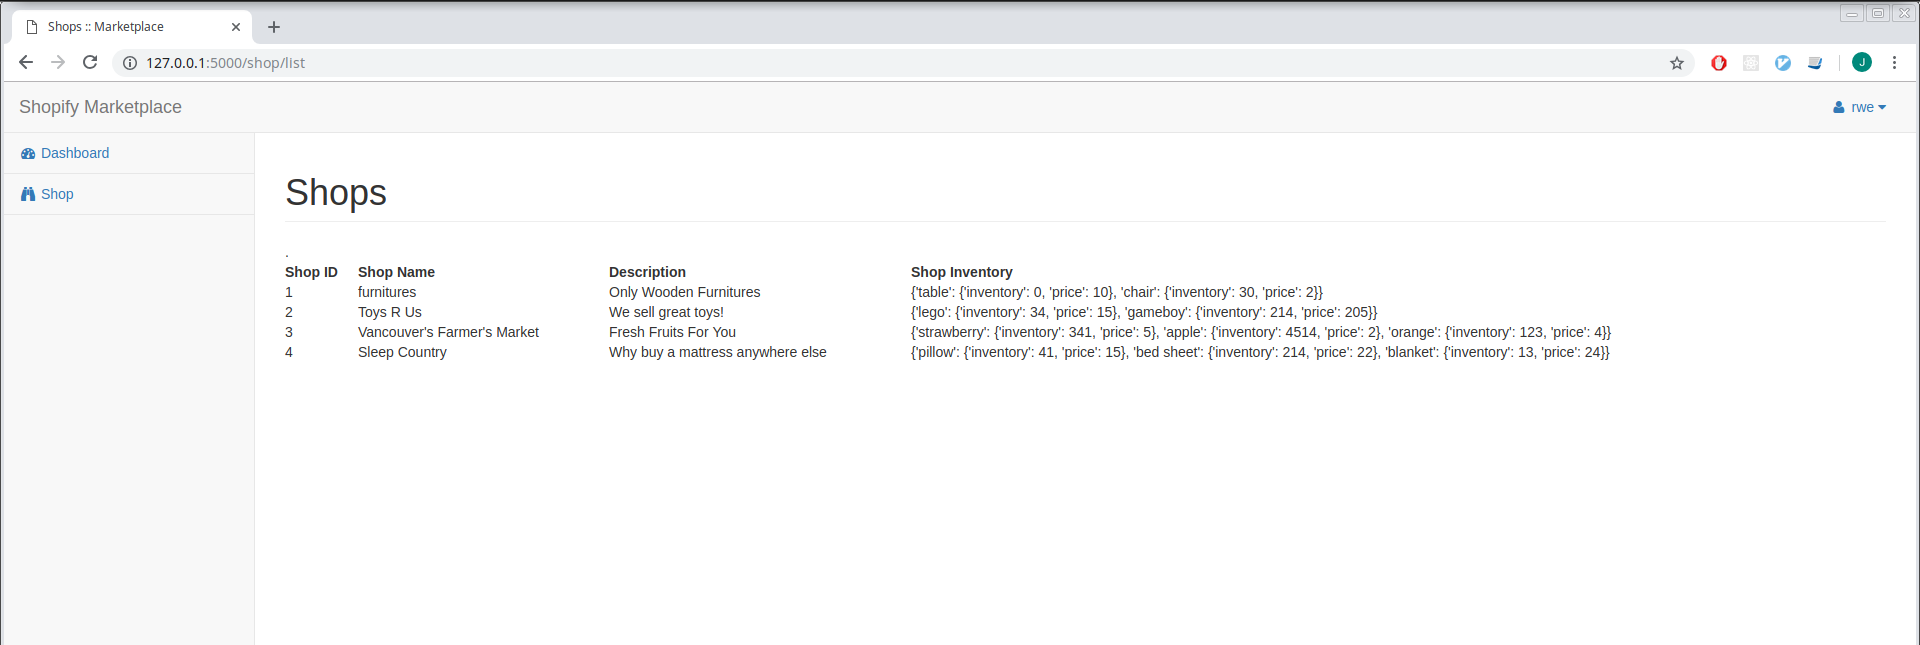 Shops :: Marketplace
127.0.0.1:5000/shop/list
J
Shopify Marketplace
rwe
Dashboard
Shop
Shops
.
Shop ID Shop Name Description Shop Inventory
1 furnitures Only Wooden Furnitures {'table': {'inventory': 0, 'price': 10}, 'chair': {'inventory': 30, 'price': 2}}
2 Toys R Us We sell great toys! {'lego': {'inventory': 34, 'price': 15}, 'gameboy': {'inventory': 214, 'price': 205}}
3 Vancouver's Farmer's Market Fresh Fruits For You {'strawberry': {'inventory': 341, 'price': 5}, 'apple': {'inventory': 4514, 'price': 2}, 'orange': {'inventory': 123, 'price': 4}}
4 Sleep Country Why buy a mattress anywhere else {'pillow': {'inventory': 41, 'price': 15}, 'bed sheet': {'inventory': 214, 'price': 22}, 'blanket': {'inventory': 13, 'price': 24}}